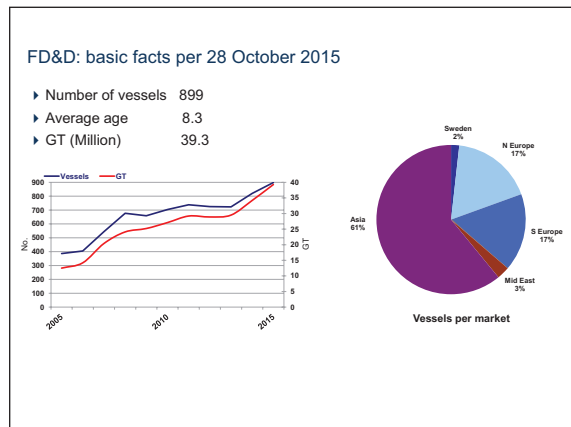 FD&D: basic facts per 28 October 2015
Number of vessels 899
Average age 8.3
GT (Million) 39.3
Vessels GT
900
800
700
600
500
400
300
200
100
0
No.
40
35
30
25
20
15
10
5
0
GT
2005
2010
2015
Sweden
2%
N Europe
17%
Asia
61%
S Europe
17%
Mid East
3%
Vessels per market